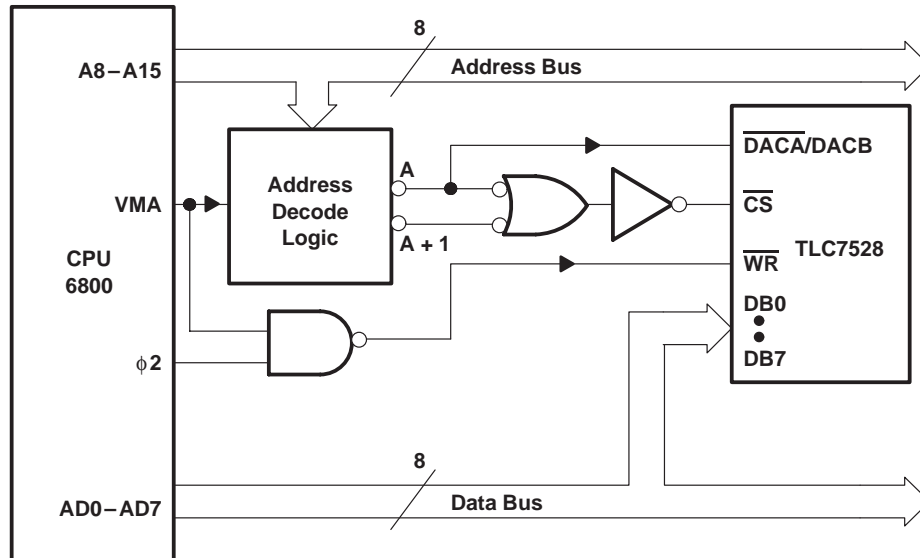 8
A8–A15
Address Bus
A
DACA/DACB
Address
Decode
Logic
VMA
CS
A + 1
TLC7528
CPU
6800
WR
DB0
φ2
DB7
8
AD0–AD7
Data Bus